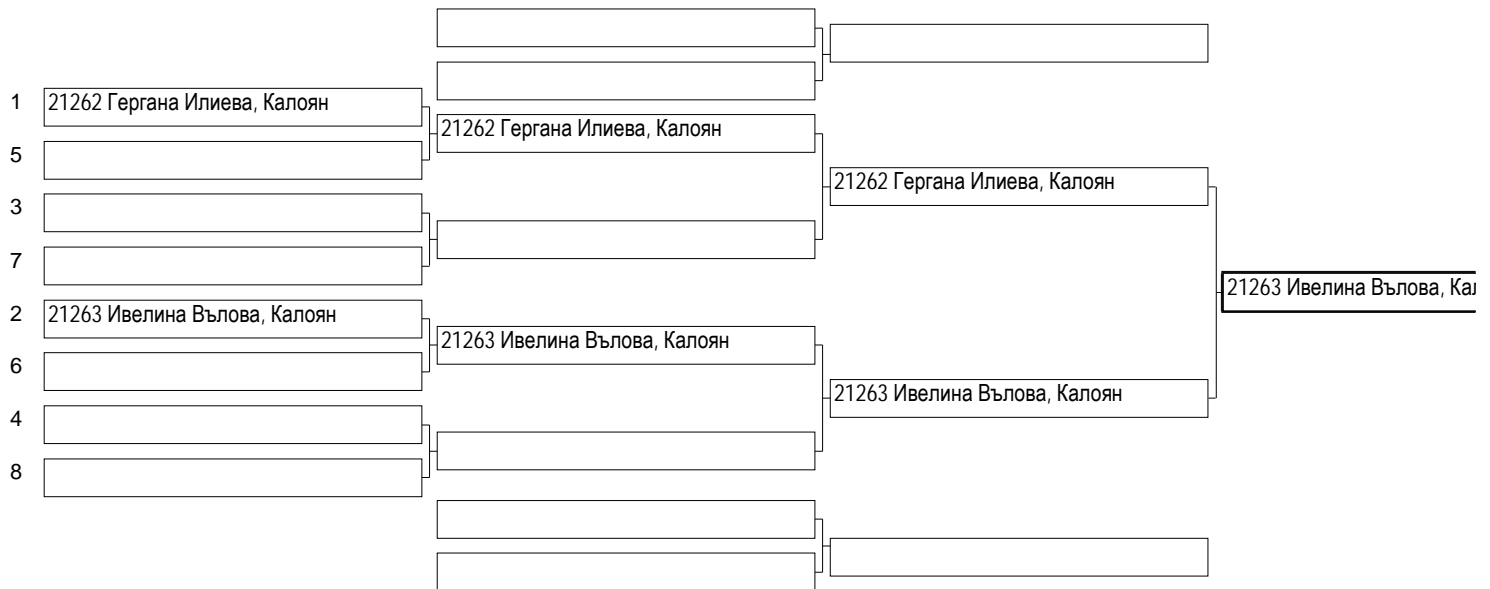 1 21262 Гергана Илиева, Калоян
21262 Гергана Илиева, Калоян
5
21262 Гергана Илиева, Калоян
3
7
21263 Ивелина Вълова,
2 21263 Ивелина Вълова, Калоян
21263 Ивелина Вълова, Калоян
6
21263 Ивелина Вълова, Калоян
4
8